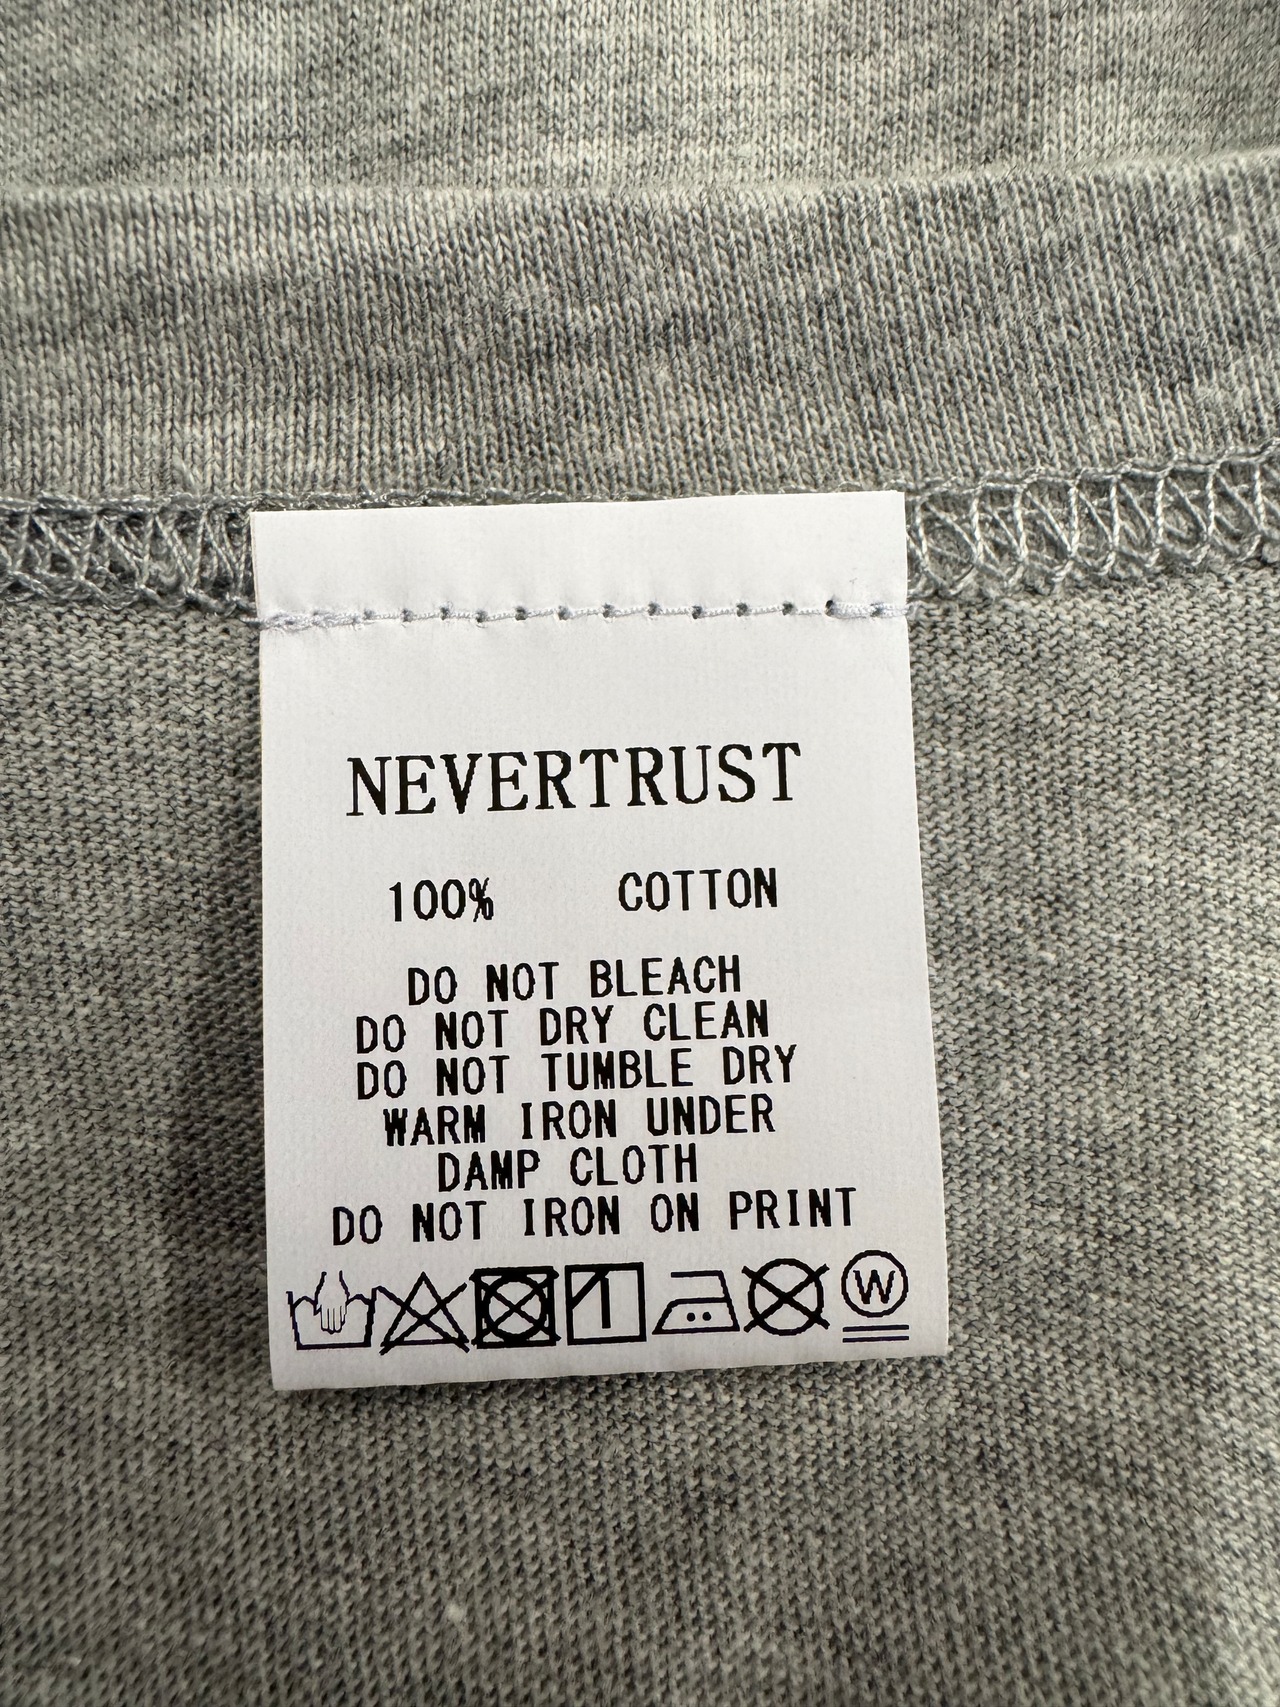 NEVERTRUST
100% COTTON
DO NOT BLEACH
DO NOT DRY CLEAN
DO NOT TUMBLE DRY
WARM IRON UNDER
DAMP CLOTH
DO NOT IRON ON PRINT
W